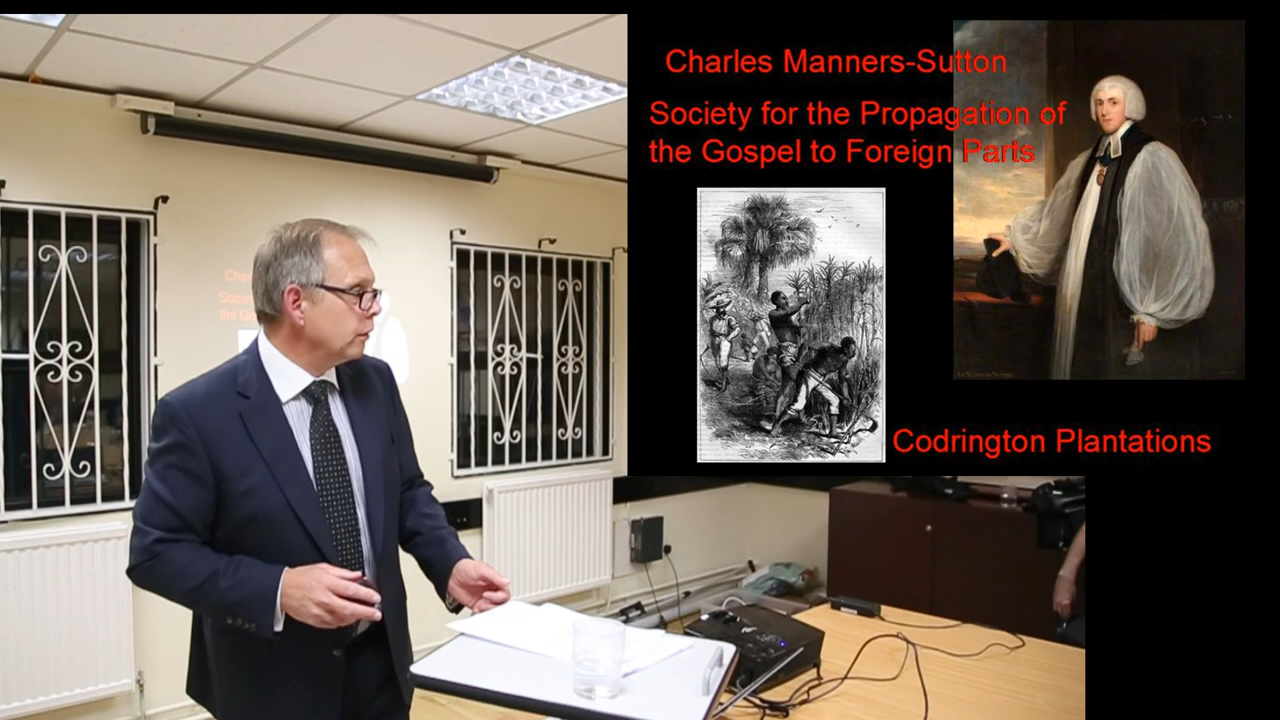 Charles Manners-Sutton
Society for the Propagation of
the Gospel to Foreign Parts
Codrington Plantations